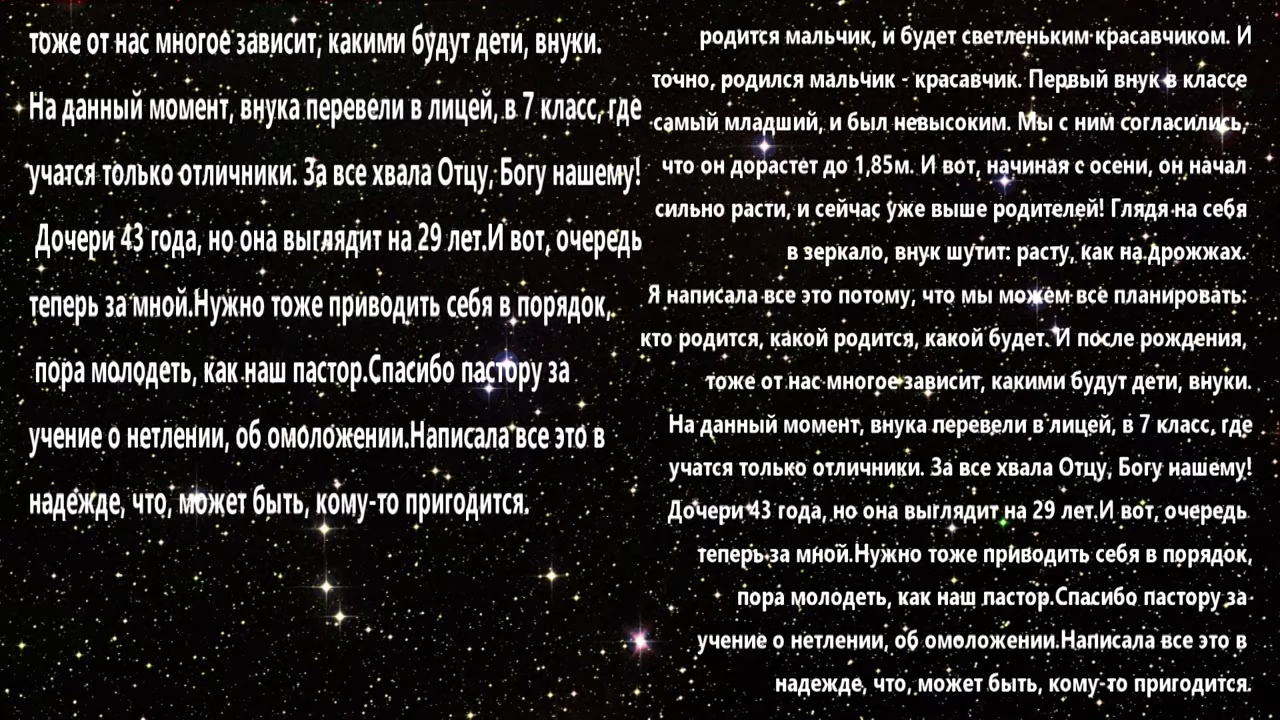 тоже от нас многое зависит, какими будут дети, внуки.
На данный момент, внука перевели в лицей, в 7 класс, где
учатся только отличники. За все хвала Отцу, Богу нашему!
Дочери 43 года, но она выглядит на 29 лет.И вот, очередь
теперь за мной.Нужно тоже приводить себя в порядок,
пора молодеть, как наш пастор.Спасибо пастору за
учение о нетлении, об омоложении.Написала все это в
надежде, что, может быть, кому-то пригодится.
родится мальчик, и будет светленьким красавчиком. И
точно, родился мальчик - красавчик. Первый внук в классе
самый младший, и был невысоким. Мы с ним согласились,
что он дорастет до 1,85м. И вот, начиная с осени, он начал
сильно расти, и сейчас уже выше родителей! Глядя на себя
в зеркало, внук шутит: расту, как на дрожжах.
Я написала все это потому, что мы можем все планировать:
кто родится, какой родится, какой будет. И после рождения,
тоже от нас многое зависит, какими будут дети, внуки.
На данный момент, внука перевели в лицей, в 7 класс, где
учатся только отличники. За все хвала Отцу, Богу нашему!
Дочери 43 года, но она выглядит на 29 лет.И вот, очередь
теперь за мной.Нужно тоже приводить себя в порядок,
пора молодеть, как наш пастор.Спасибо пастору за
учение о нетлении, об омоложении.Написала все это в
надежде, что, может быть, кому-то пригодится.